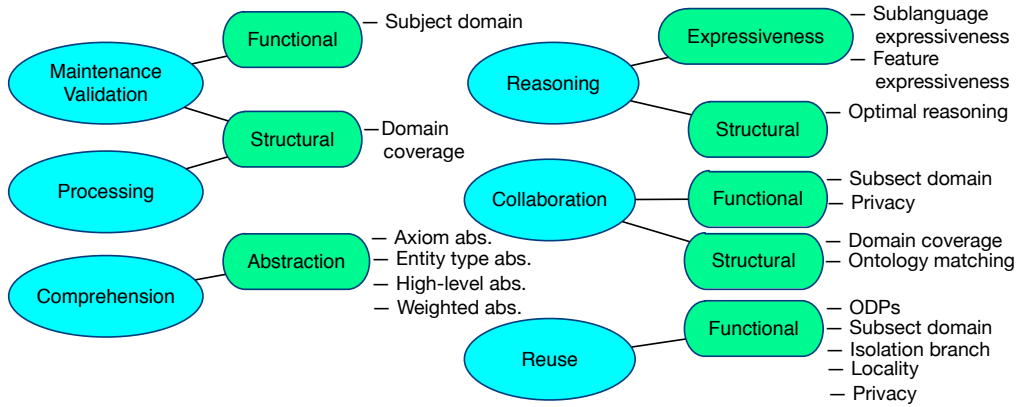 Maintenance
Validation
Functional
— Subject domain
Structural
—Domain
coverage
Processing
Comprehension
Abstraction
— Axiom abs.
— Entity type abs.
— High-level abs.
— Weighted abs.
Reasoning
Expressiveness
— Sublanguage
expressiveness
— Feature
expressiveness
Structural
— Optimal reasoning
Collaboration
Functional
— Subsect domain
— Privacy
Structural
— Domain coverage
— Ontology matching
Reuse
Functional
— ODPs
— Subsect domain
— Isolation branch
— Locality
— Privacy